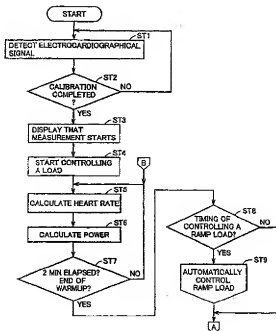 START
ST1
DETECT ELECTROCARDIOGRAPHICAL
SIGNAL
ST2
CALIBRATION
COMPLETED
?
NO
YES
ST3
DISPLAY THAT
MEASUREMENT STARTS
ST4
START CONTROLLING
A LOAD
B
ST5
CALCULATE HEART RATE
ST6
CALCULATE POWER
ST7
2 MIN ELAPSED?
END OF
WARMUP?
NO
YES
ST8
TIMING OF
CONTROLLING A
RAMP LOAD?
NO
YES
ST9
AUTOMATICALLY
CONTROL
RAMP LOAD
A